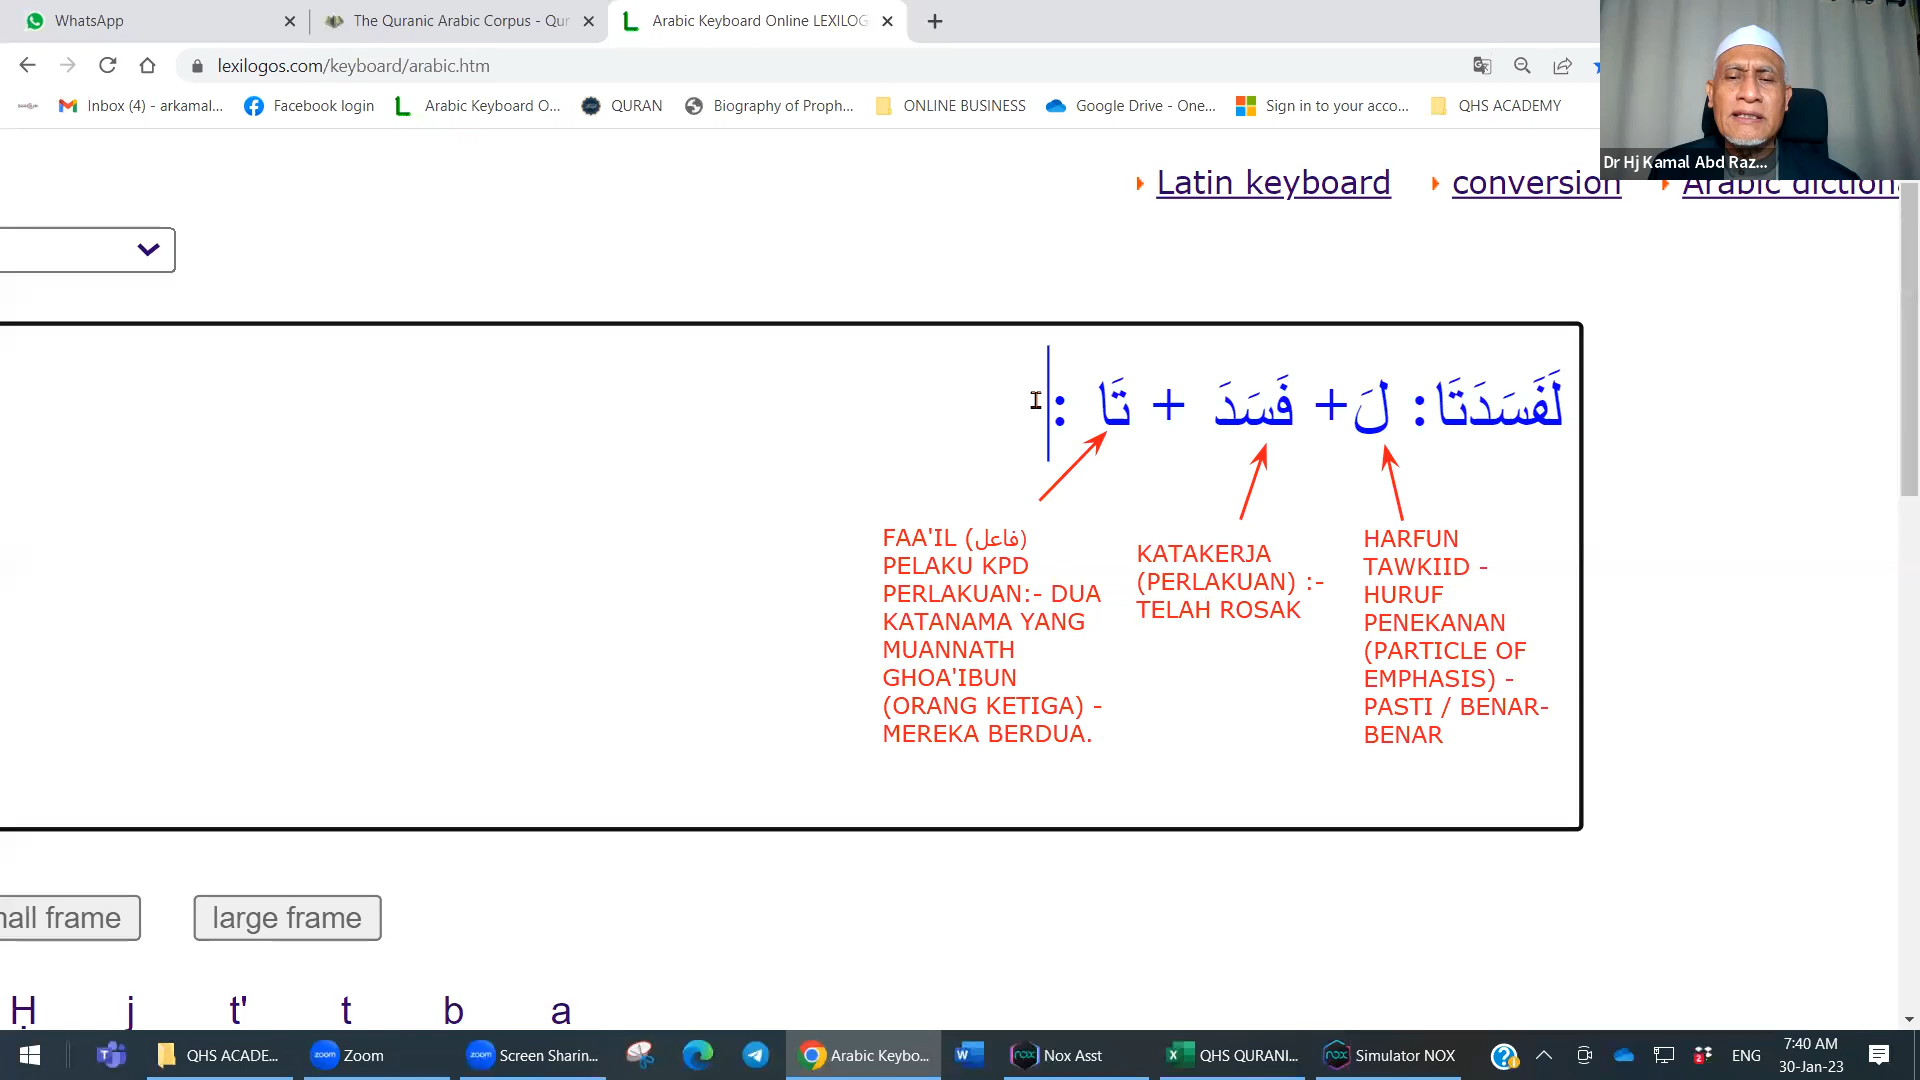 WhatsApp
The Quranic Arabic Corpus - Qur
Arabic Keyboard Online LEXILOG
lexilogos.com/keyboard/arabic.htm
Inbox (4) - arkamal...
Facebook login
Arabic Keyboard O...
QURAN
Biography of Proph...
ONLINE BUSINESS
Google Drive - One...
Sign in to your acco...
QHS ACADEMY
Dr Hj Kamal Abd Raz...
Latin keyboard
conversion
Arabic diction
لَفَسَدَتَا: لَ+ فَسَدَ + تَا :
FAA'IL (فاعل)
PELAKU KPD
PERLAKUAN:- DUA
KATANAMA YANG
MUANNATH
GHOA'IBUN
(ORANG KETIGA) -
MEREKA BERDUA.
KATAKERJA
(PERLAKUAN) :-
TELAH ROSAK
HARFUN
TAWKIID -
HURUF
PENEKANAN
(PARTICLE OF
EMPHASIS) -
PASTI / BENAR-
BENAR
all frame
large frame
Ḥ j t' t b a
QHS ACADE...
Zoom
Screen Sharin...
Arabic Keybo...
Nox Asst
QHS QURANI...
Simulator NOX
ENG
7:40 AM
30-Jan-23